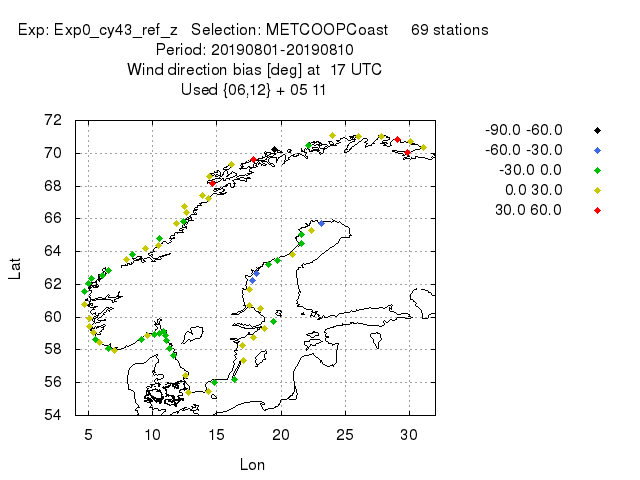 Exp: Exp0_cy43_ref_z Selection: METCOOPCoast 69 stations
Period: 20190801-20190810
Wind direction bias [deg] at 17 UTC
Used {06,12} + 05 11
72
70
68
66
64
62
60
58
56
54
5 10 15 20 25 30
Lat
Lon
-90.0 -60.0
-60.0 -30.0
-30.0 0.0
0.0 30.0
30.0 60.0